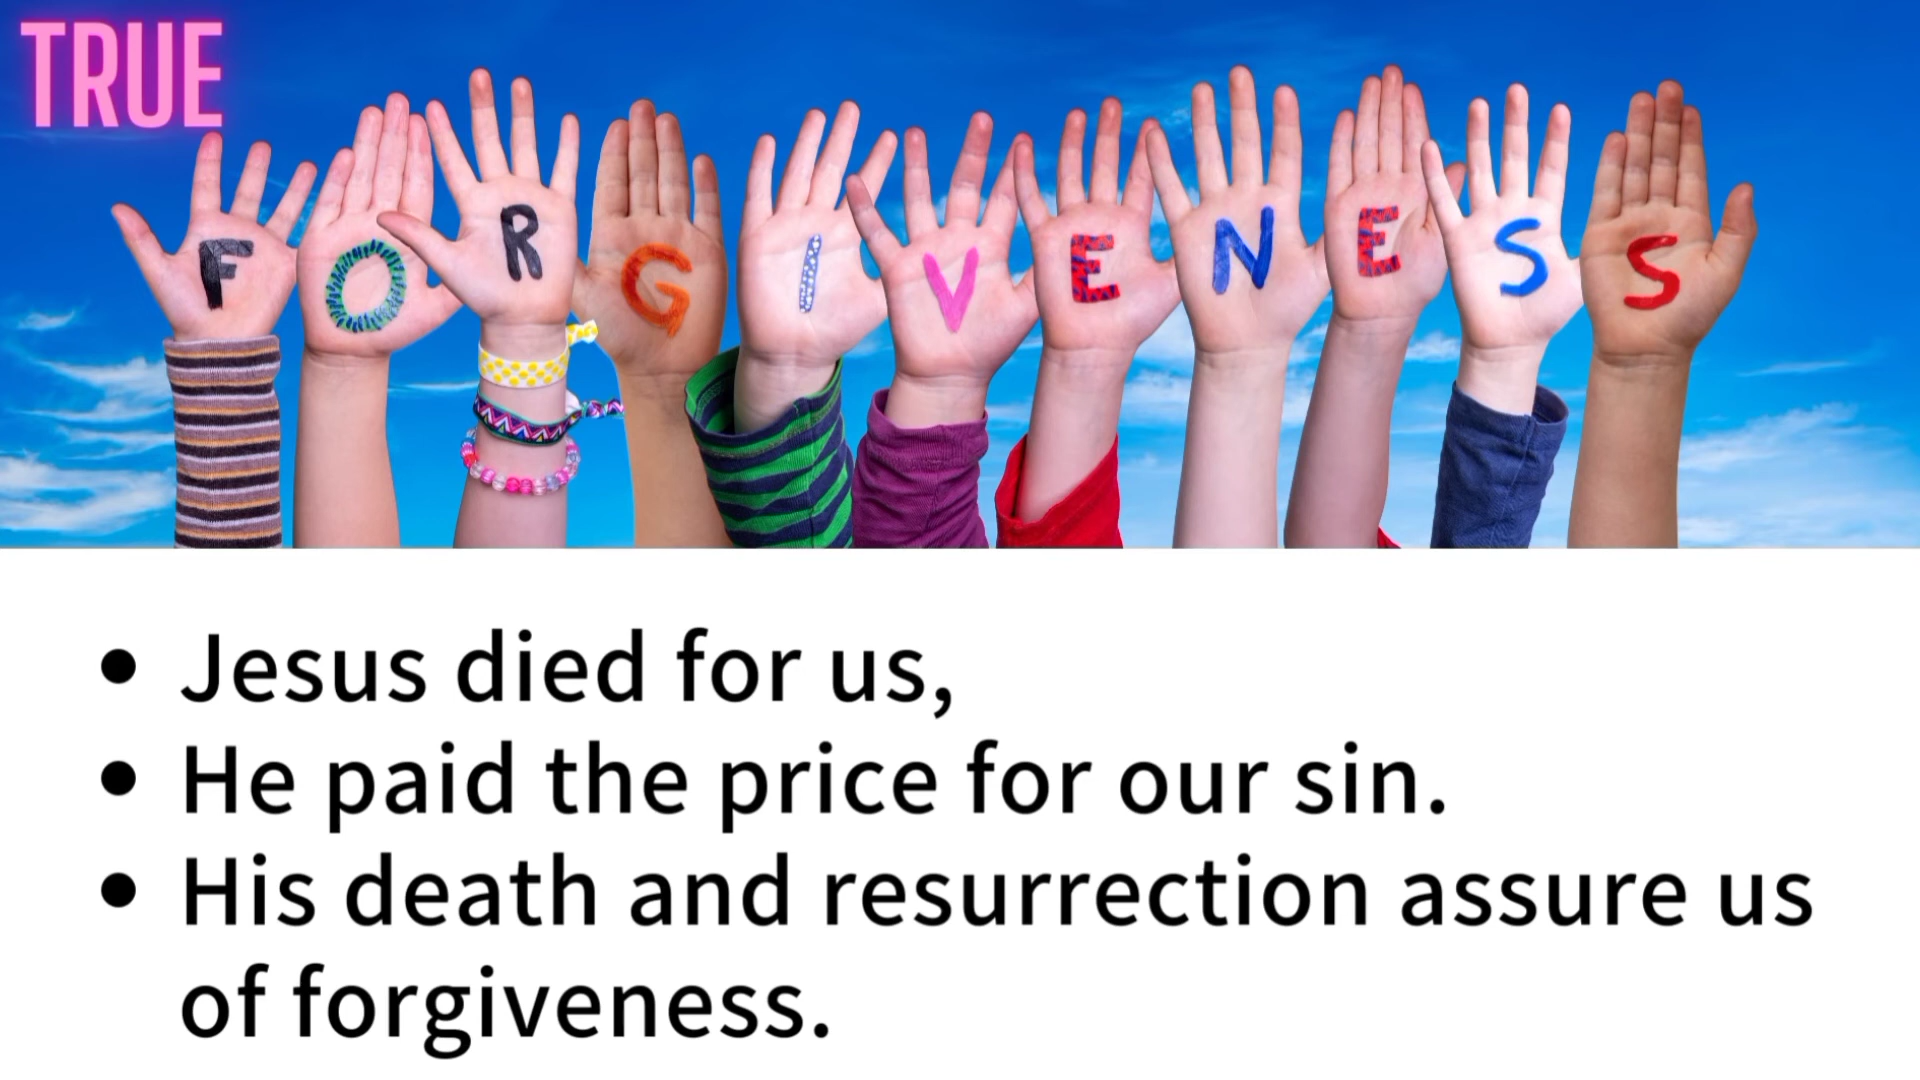 TRUE
FORGIVENESS
• Jesus died for us,
• He paid the price for our sin.
• His death and resurrection assure us
of forgiveness.